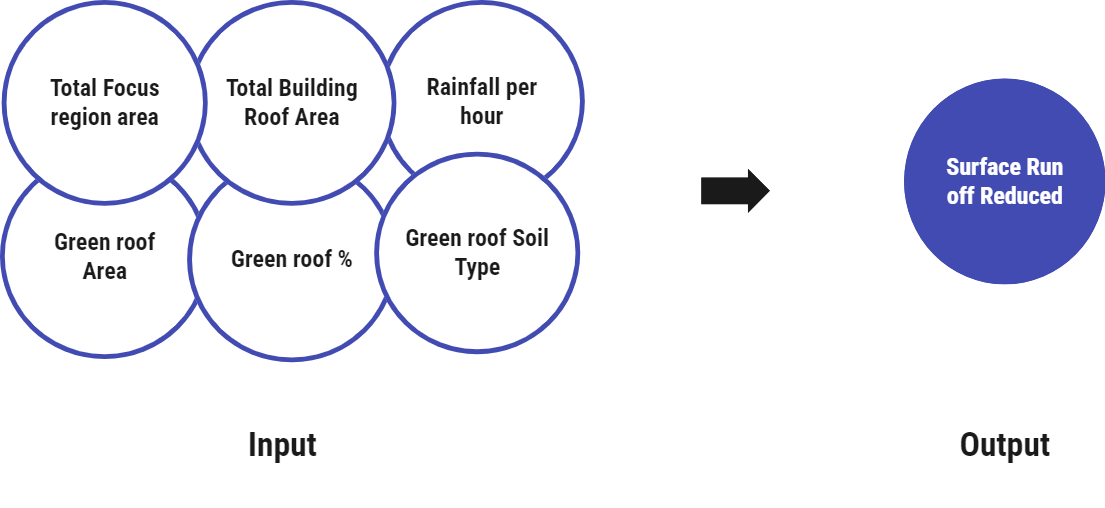 Total Focus
region area
Total Building
Roof Area
Rainfall per
hour
Green roof
Area
Green roof %
Green roof Soil
Type
Surface Run
off Reduced
Input
Output